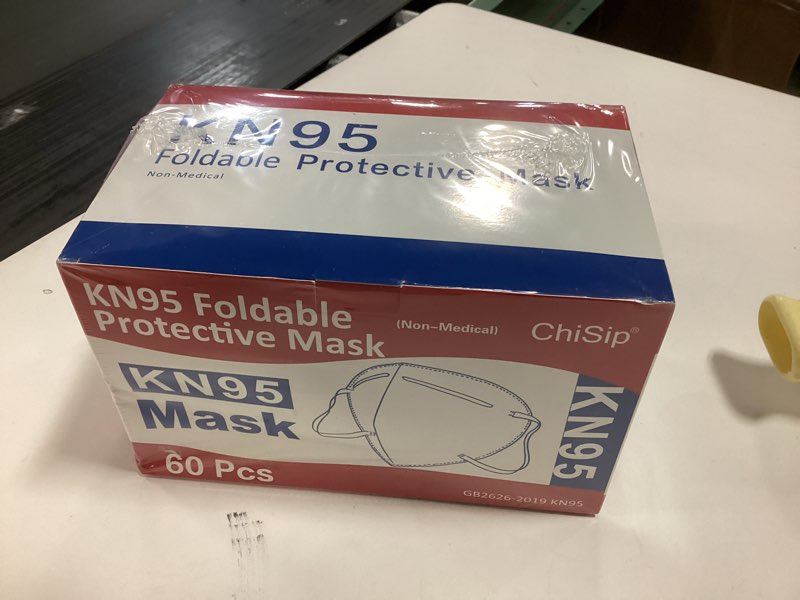 KN95
Foldable Protective Mask
Non-Medical
KN95 Foldable
Protective Mask
(Non-Medical)
ChiSip®
KN95
Mask
KN95
60 Pcs
GB2626-2019 KN95